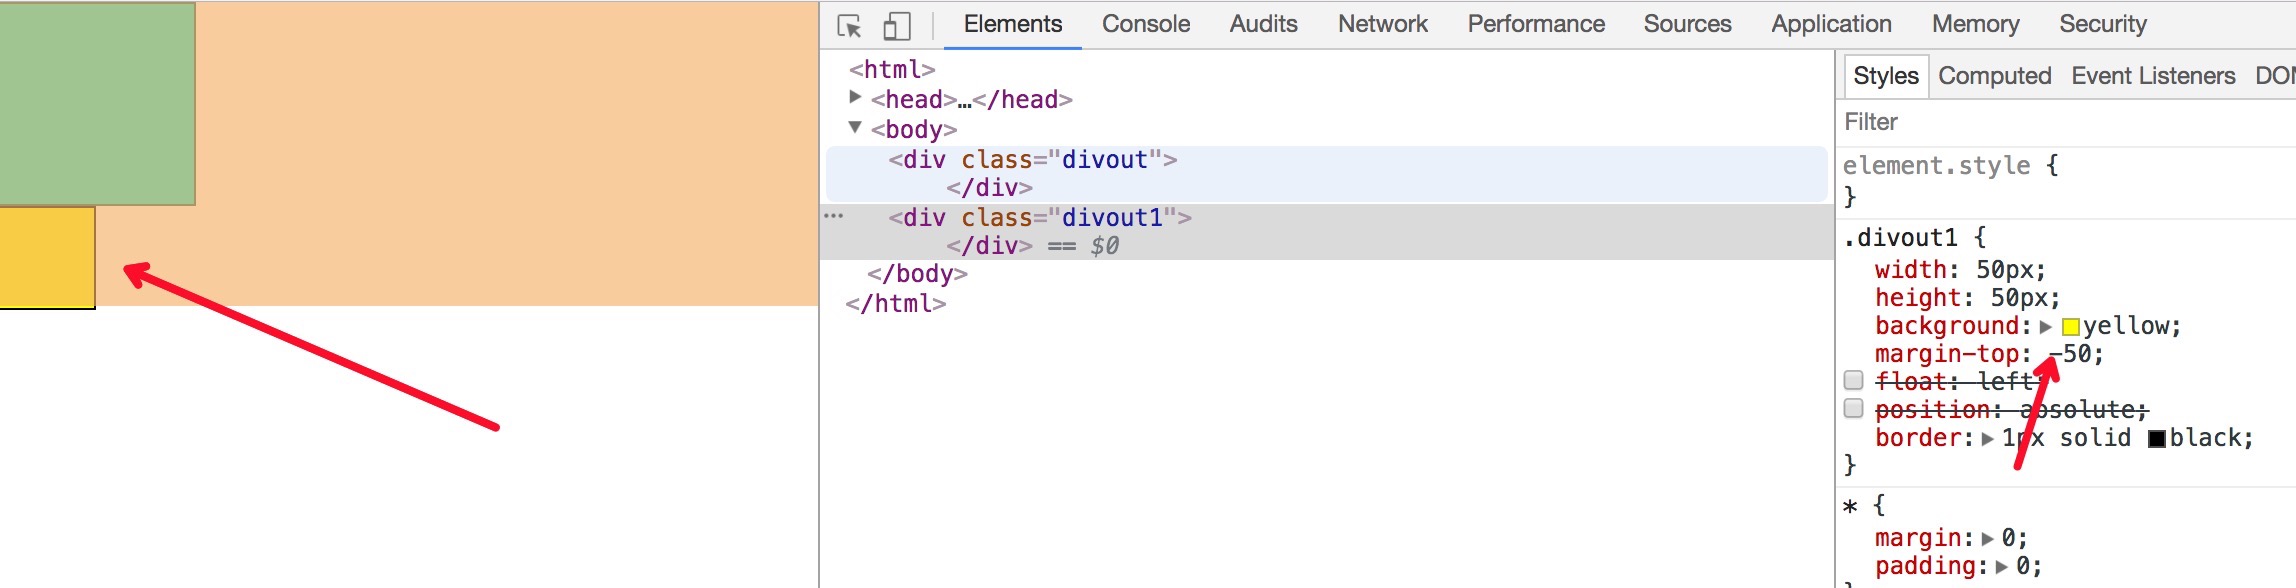 Elements Console Audits Network Performance Sources Application Memory Security
<html>
<head>…</head>
<body>
<div class="divout">
</div>
<div class="divout1">
</div> == $0
</body>
</html>
Styles Computed Event Listeners DOM
Filter
element.style {
}
.divout1 {
width: 50px;
height: 50px;
background: yellow;
margin-top: -50;
float: left;
position: absolute;
border: 1px solid black;
}
* {
margin: 0;
padding: 0;